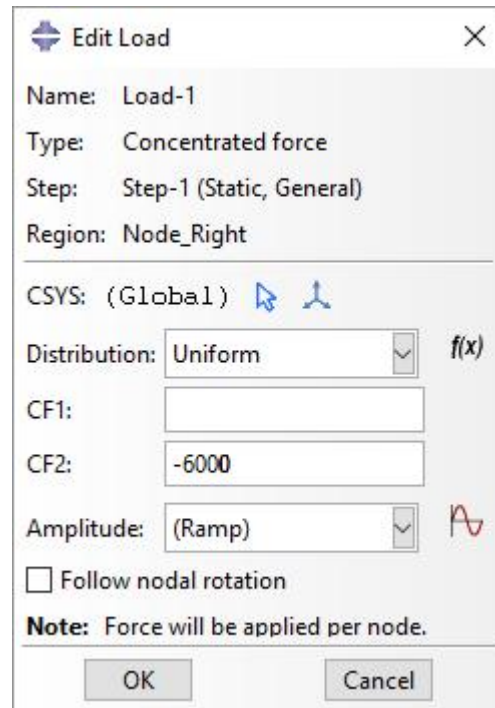 Edit Load
Name: Load-1
Type: Concentrated force
Step: Step-1 (Static, General)
Region: Node_Right
CSYS: (Global)
Distribution: Uniform f(x)
CF1:
CF2: -6000
Amplitude: (Ramp)
Follow nodal rotation
Note: Force will be applied per node.
OK Cancel